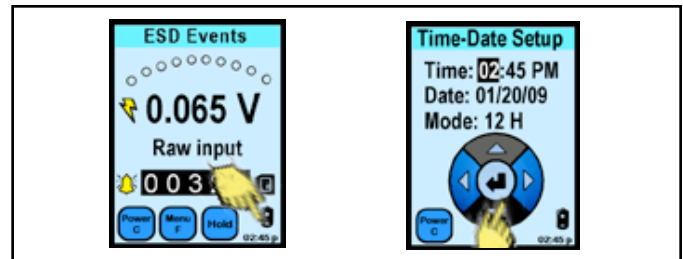 ESD Events
0.065 V
Raw input
003
Power
C
Menu
F
Hold
02:45 p
Time-Date Setup
Time: 02:45 PM
Date: 01/20/09
Mode: 12 H
Power
C
02:45 p